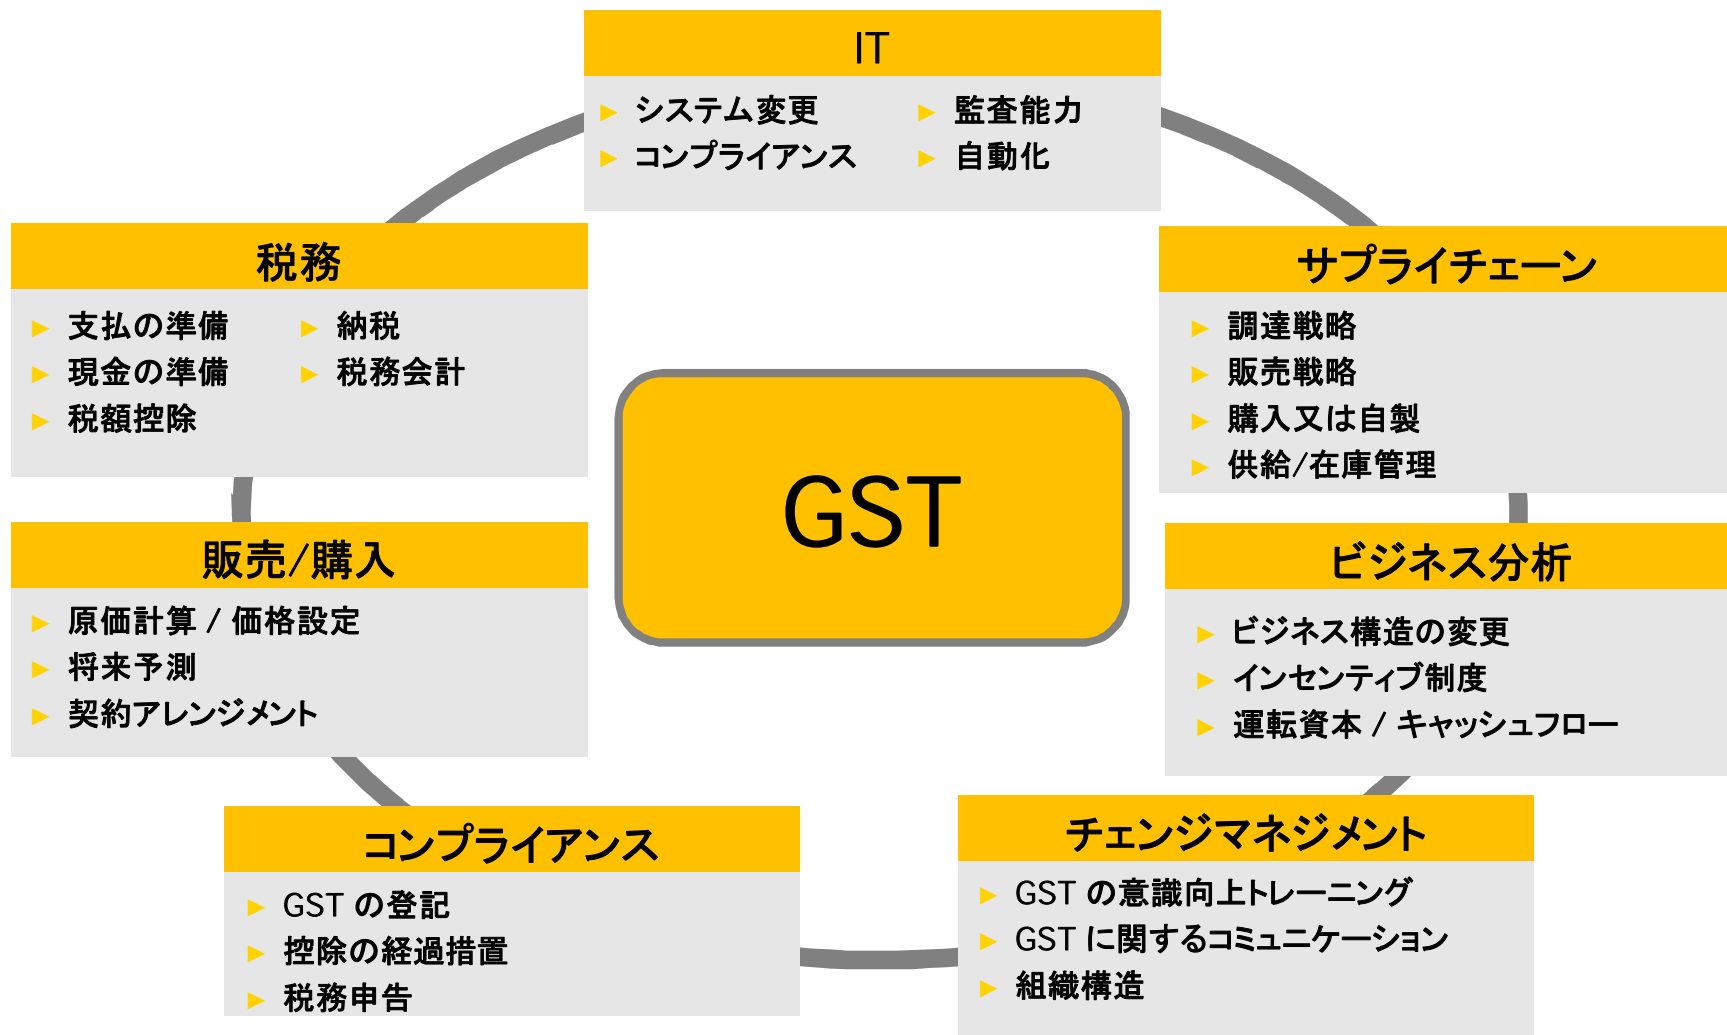 IT
システム変更
コンプライアンス
監査能力
自動化
税務
支払の準備
現金の準備
税額控除
納税
税務会計
サプライチェーン
調達戦略
販売戦略
購入又は自製
供給/在庫管理
GST
販売/購入
原価計算 / 価格設定
将来予測
契約アレンジメント
ビジネス分析
ビジネス構造の変更
インセンティブ制度
運転資本 / キャッシュフロー
コンプライアンス
GST の登記
控除の経過措置
税務申告
チェンジマネジメント
GST の意識向上トレーニング
GST に関するコミュニケーション
組織構造